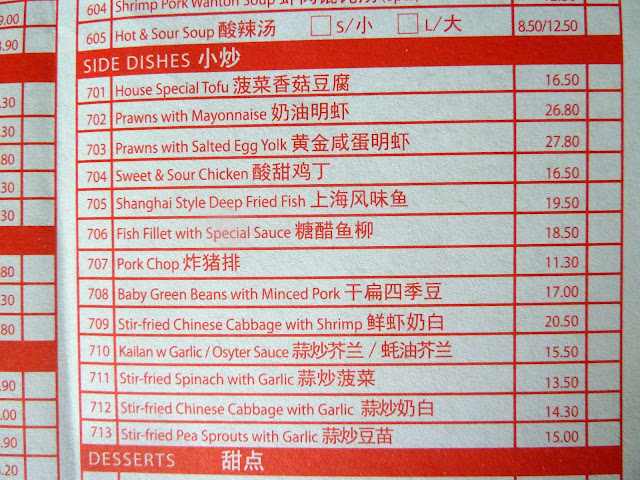 604 Shrimp Pork Wanton Soup
605 Hot & Sour Soup 酸辣汤 S/小 L/大 8.50/12.50
SIDE DISHES 小炒
701 House Special Tofu 菠菜香菇豆腐 16.50
702 Prawns with Mayonnaise 奶油明虾 26.80
703 Prawns with Salted Egg Yolk 黄金咸蛋明虾 27.80
704 Sweet & Sour Chicken 酸甜鸡丁 16.50
705 Shanghai Style Deep Fried Fish 上海风味鱼 19.50
706 Fish Fillet with Special Sauce 糖醋鱼柳 18.50
707 Pork Chop 炸猪排 11.30
708 Baby Green Beans with Minced Pork 干扁四季豆 17.00
709 Stir-fried Chinese Cabbage with Shrimp 鲜虾奶白 20.50
710 Kailan w Garlic / Osyter Sauce 蒜炒芥兰 / 蚝油芥兰 15.50
711 Stir-fried Spinach with Garlic 蒜炒菠菜 13.50
712 Stir-fried Chinese Cabbage with Garlic 蒜炒奶白 14.30
713 Stir-fried Pea Sprouts with Garlic 蒜炒豆苗 15.00
DESSERTS 甜点